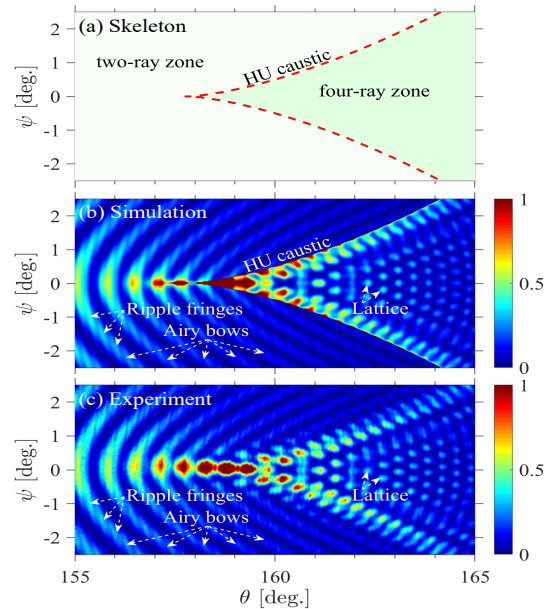 (a) Skeleton
two-ray zone
HU caustic
four-ray zone
ψ [deg.]
2
1
0
-1
-2
(b) Simulation
HU caustic
Ripple fringes
Airy bows
Lattice
ψ [deg.]
2
1
0
-1
-2
1
0.5
0
(c) Experiment
Ripple fringes
Airy bows
Lattice
ψ [deg.]
2
1
0
-1
-2
1
0.5
0
155
160
165
θ [deg.]